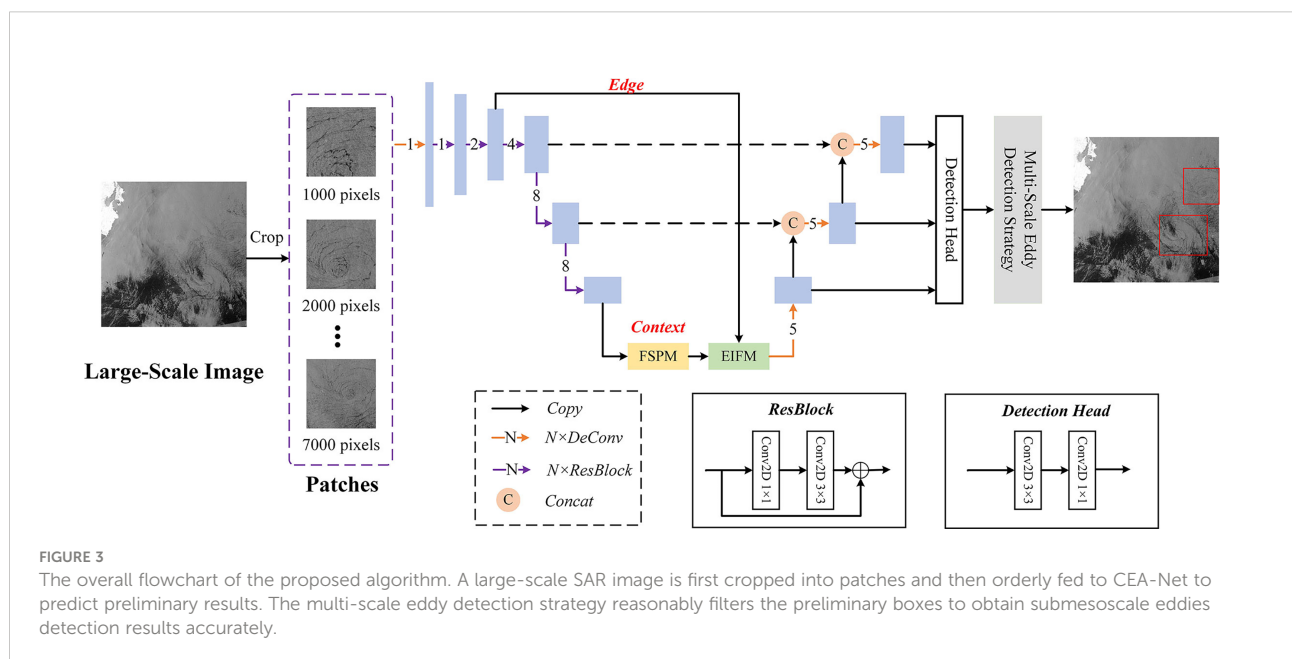 Large-Scale Image
Crop
1000 pixels
2000 pixels
7000 pixels
Patches
1
1
2
4
8
8
Edge
Context
FSPM
EIFM
5
C
5
C
5
Detection Head
Multi-Scale Eddy
Detection Strategy
Copy
N N×DeConv
N N×ResBlock
C Concat
ResBlock
Conv2D 1×1
Conv2D 3×3
Detection Head
Conv2D 3×3
Conv2D 1×1
FIGURE 3
The overall flowchart of the proposed algorithm. A large-scale SAR image is first cropped into patches and then orderly fed to CEA-Net to
predict preliminary results. The multi-scale eddy detection strategy reasonably filters the preliminary boxes to obtain submesoscale eddies
detection results accurately.